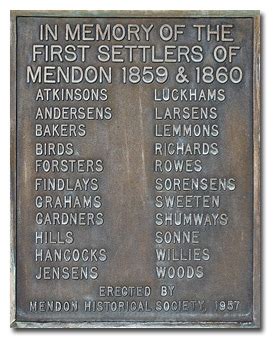 IN MEMORY OF THE
FIRST SETTLERS OF
MENDON 1859 & 1860
ATKINSONS LUCKHAMS
ANDERSENS LARSENS
BAKERS LEMMONS
BIRDS RICHARDS
FORSTERS ROWES
FINDLAYS SORENSENS
GRAHAMS SWEETEN
GARDNERS SHUMWAYS
HILLS SONNE
HANCOCKS WILLIES
JENSENS WOODS
ERECTED BY
MENDON HISTORICAL SOCIETY, 1957